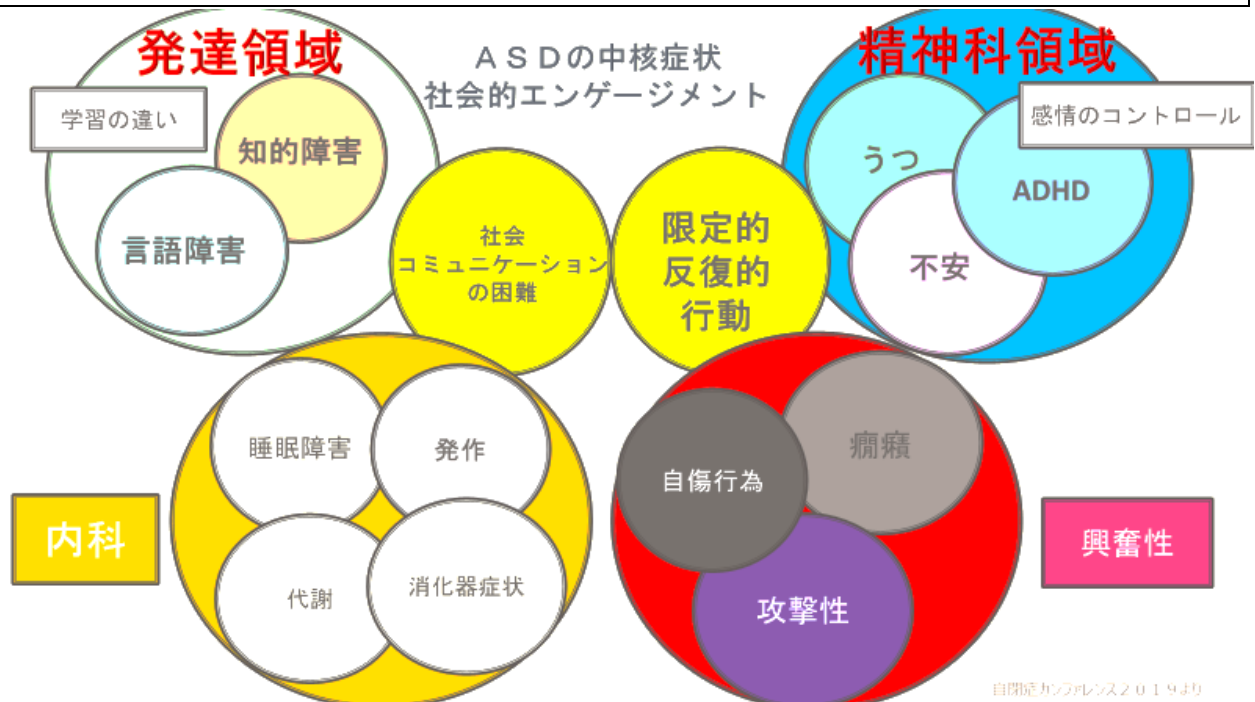 発達領域
ASDの中核症状
社会的エンゲージメント
精神科領域
学習の違い
知的障害
言語障害
社会
コミュニケーション
の困難
限定的
反復的
行動
うつ
感情のコントロール
ADHD
不安
睡眠障害
発作
代謝
消化器症状
内科
自傷行為
癇癪
攻撃性
興奮性
自閉症カンファレンス2019より